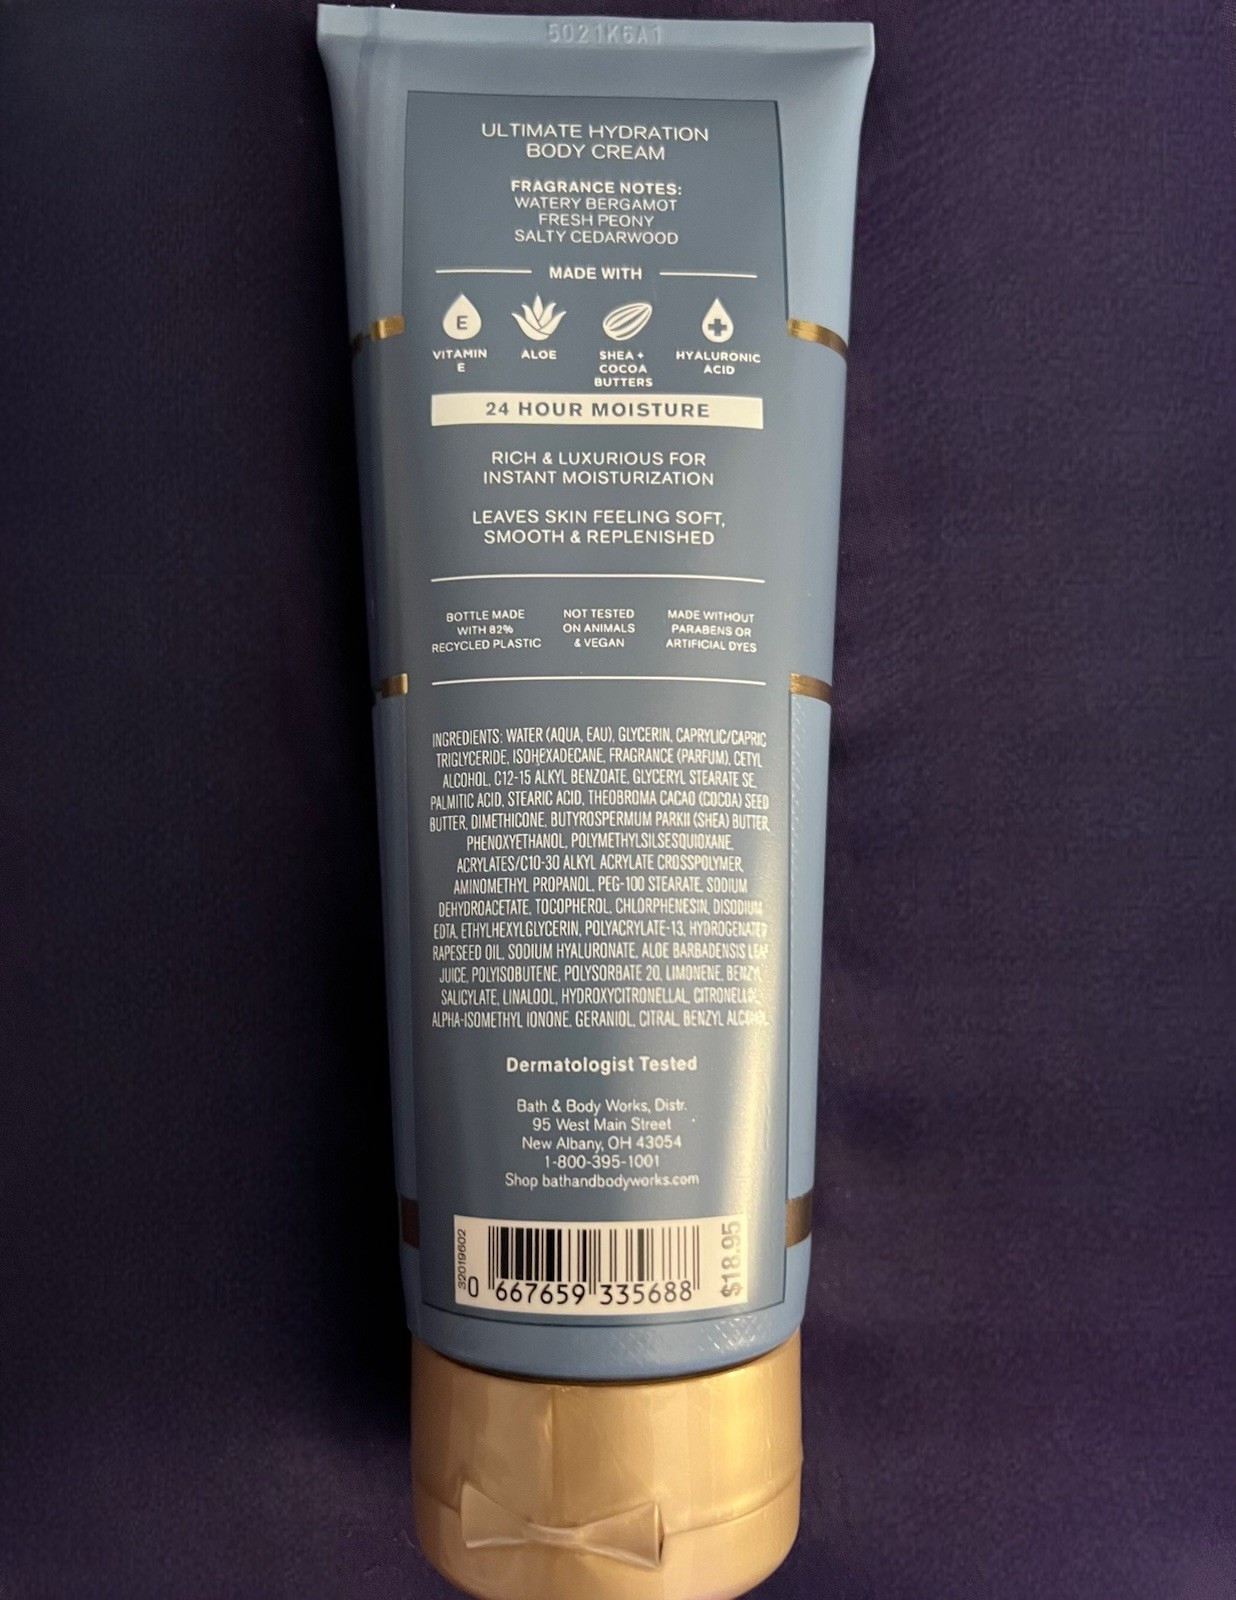 5021K6A1
ULTIMATE HYDRATION
BODY CREAM
FRAGRANCE NOTES:
WATERY BERGAMOT
FRESH PEONY
SALTY CEDARWOOD
MADE WITH
E
VITAMIN E
ALOE
SHEA + COCOA BUTTERS
HYALURONIC ACID
24 HOUR MOISTURE
RICH & LUXURIOUS FOR
INSTANT MOISTURIZATION
LEAVES SKIN FEELING SOFT,
SMOOTH & REPLENISHED
BOTTLE MADE
WITH 82%
RECYCLED PLASTIC
NOT TESTED
ON ANIMALS
& VEGAN
MADE WITHOUT
PARABENS OR
ARTIFICIAL DYES
INGREDIENTS: WATER (AQUA, EAU), GLYCERIN, CAPRYLIC/CAPRIC
TRIGLYCERIDE, ISOHEXADECANE, FRAGRANCE (PARFUM), CETYL
ALCOHOL, C12-15 ALKYL BENZOATE, GLYCERYL STEARATE SE,
PALMITIC ACID, STEARIC ACID, THEOBROMA CACAO (COCOA) SEED
BUTTER, DIMETHICONE, BUTYROSPERMUM PARKII (SHEA) BUTTER,
PHENOXYETHANOL, POLYMETHYLSILSESQUIOXANE,
ACRYLATES/C10-30 ALKYL ACRYLATE CROSSPOLYMER,
AMINOMETHYL PROPANOL, PEG-100 STEARATE, SODIUM
DEHYDROACETATE, TOCOPHEROL, CHLORPHENESIN, DISODIUM
EDTA, ETHYLHEXYLGLYCERIN, POLYACRYLATE-13, HYDROGENATED
RAPESEED OIL, SODIUM HYALURONATE, ALOE BARBADENSIS LEAF
JUICE, POLYISOBUTENE, POLYSORBATE 20, LIMONENE, BENZYL
SALICYLATE, LINALOOL, HYDROXYCITRONELLAL, CITRONELLOL,
ALPHA-ISOMETHYL IONONE, GERANIOL, CITRAL, BENZYL ALCOHOL
Dermatologist Tested
Bath & Body Works, Distr.
95 West Main Street
New Albany, OH 43054
1-800-395-1001
Shop bathandbodyworks.com
32019602
0 667659 335688
$18.95